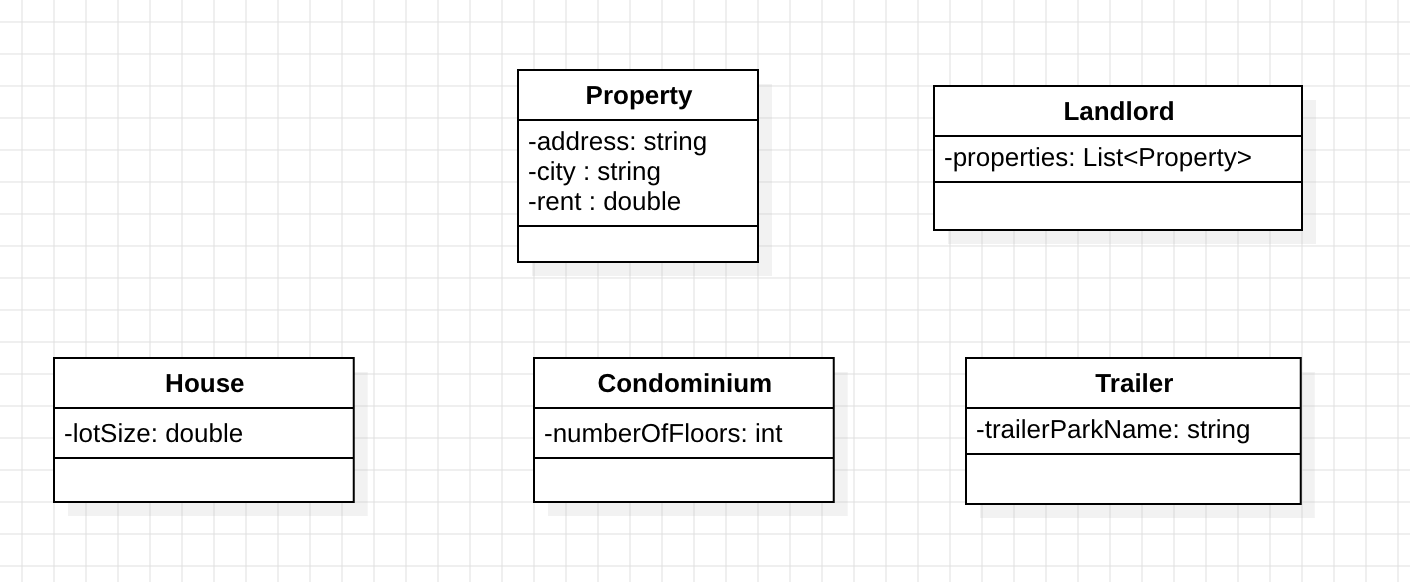 Property
-address: string
-city : string
-rent : double
Landlord
-properties: List<Property>
House
-lotSize: double
Condominium
-numberOfFloors: int
Trailer
-trailerParkName: string